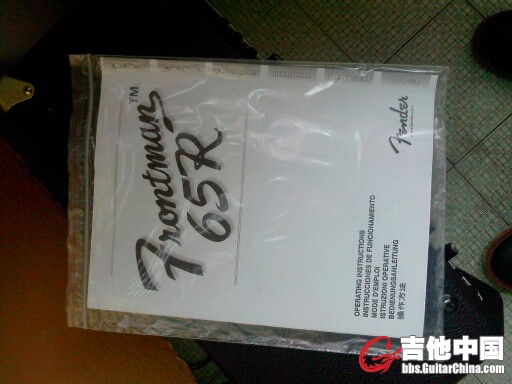 Frontman™
65R
Fender
OPERATING INSTRUCTIONS
INSTRUCCIONES DE FUNCIONAMIENTO
MODE D'EMPLOI
ISTRUZIONI OPERATIVE
BEDIENUNGSANLEITUNG
操作方法
吉他中国
bbs.GuitarChina.com